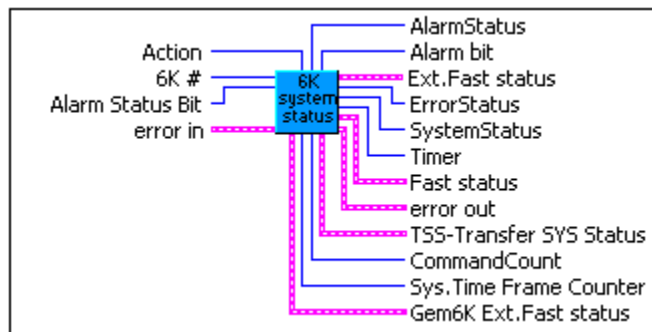 AlarmStatus
Action
Alarm bit
6K #
6K
system
status
Ext.Fast status
Alarm Status Bit
ErrorStatus
error in
SystemStatus
Timer
Fast status
error out
TSS-Transfer SYS Status
CommandCount
Sys.Time Frame Counter
Gem6K Ext.Fast status